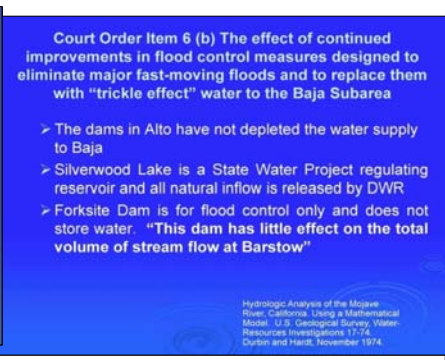 Court Order Item 6 (b) The effect of continued
improvements in flood control measures designed to
eliminate major fast-moving floods and to replace them
with “trickle effect” water to the Baja Subarea
➢ The dams in Alto have not depleted the water supply
to Baja
➢ Silverwood Lake is a State Water Project regulating
reservoir and all natural inflow is released by DWR
➢ Forksite Dam is for flood control only and does not
store water. “This dam has little effect on the total
volume of stream flow at Barstow”
Hydrologic Analysis of the Mojave
River, California. Using a Mathematical
Model. U.S. Geological Survey, Water-
Resources Investigations 17-74.
Durbin and Hardt, November 1974.